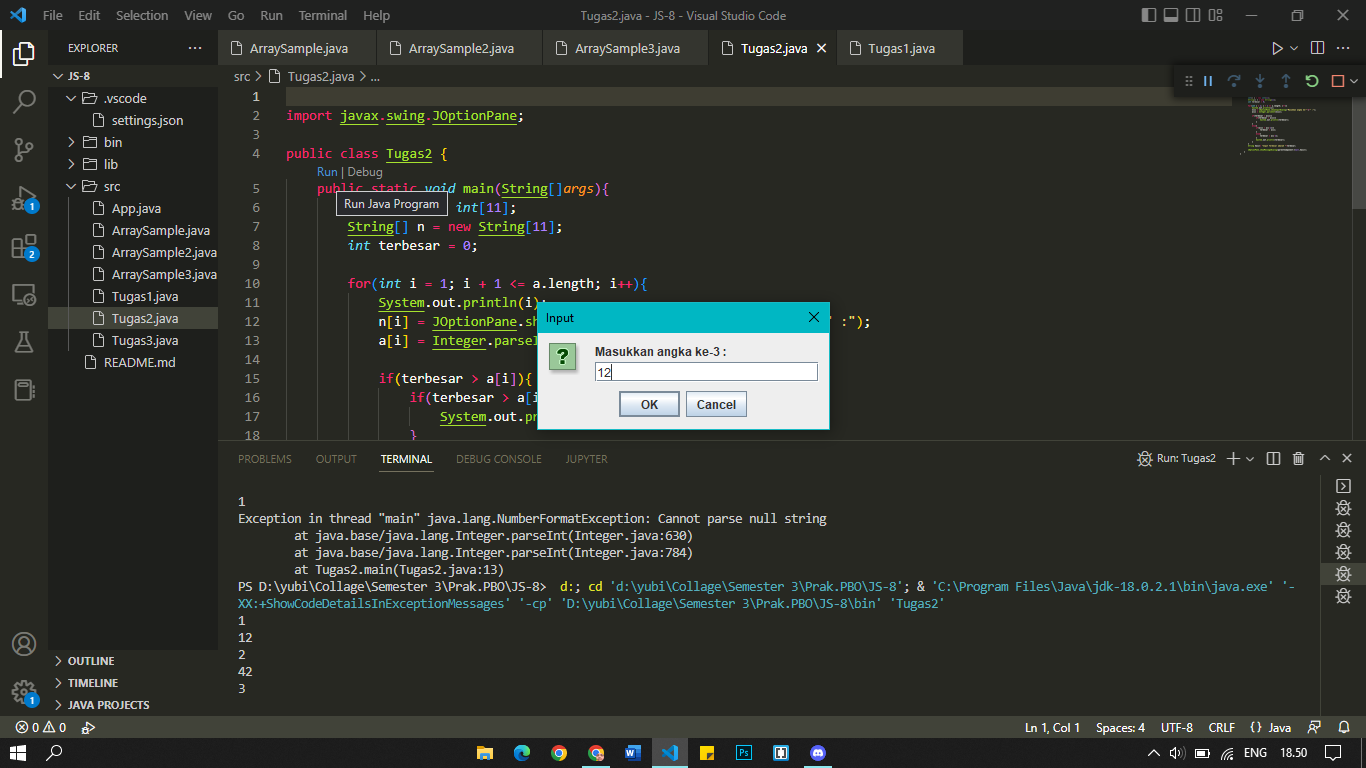 File Edit Selection View Go Run Terminal Help Tugas2.java - JS-8 - Visual Studio Code
EXPLORER ...
ArraySample.java ArraySample2.java ArraySample3.java Tugas2.java Tugas1.java
JS-8
.vscode
settings.json
bin
lib
src
App.java
ArraySample.java
ArraySample2.java
ArraySample3.java
Tugas1.java
Tugas2.java
Tugas3.java
README.md
OUTLINE
TIMELINE
JAVA PROJECTS
1
2
1
src > Tugas2.java > ...
1
2 import javax.swing.JOptionPane;
3
4 public class Tugas2 {
Run | Debug
5 public static void main(String[]args){
Run Java Program
6 int[11];
7 String[] n = new String[11];
8 int terbesar = 0;
9
10 for(int i = 1; i + 1 <= a.length; i++){
11 System.out.println(i);
12 n[i] = JOptionPane.sh :");
13 a[i] = Integer.parseI
14
15 if(terbesar > a[i]){
16 if(terbesar > a[i
17 System.out.pr
18 }
Input
Masukkan angka ke-3 :
12
OK Cancel
PROBLEMS OUTPUT TERMINAL DEBUG CONSOLE JUPYTER Run: Tugas2
1
Exception in thread "main" java.lang.NumberFormatException: Cannot parse null string
at java.base/java.lang.Integer.parseInt(Integer.java:630)
at java.base/java.lang.Integer.parseInt(Integer.java:784)
at Tugas2.main(Tugas2.java:13)
PS D:\yubi\Collage\Semester 3\Prak.PBO\JS-8> d:; cd 'd:\yubi\Collage\Semester 3\Prak.PBO\JS-8'; & 'C:\Program Files\Java\jdk-18.0.2.1\bin\java.exe' '-
XX:+ShowCodeDetailsInExceptionMessages' '-cp' 'D:\yubi\Collage\Semester 3\Prak.PBO\JS-8\bin' 'Tugas2'
1
12
2
42
3
0 0 Ln 1, Col 1 Spaces: 4 UTF-8 CRLF {} Java
ENG 18.50